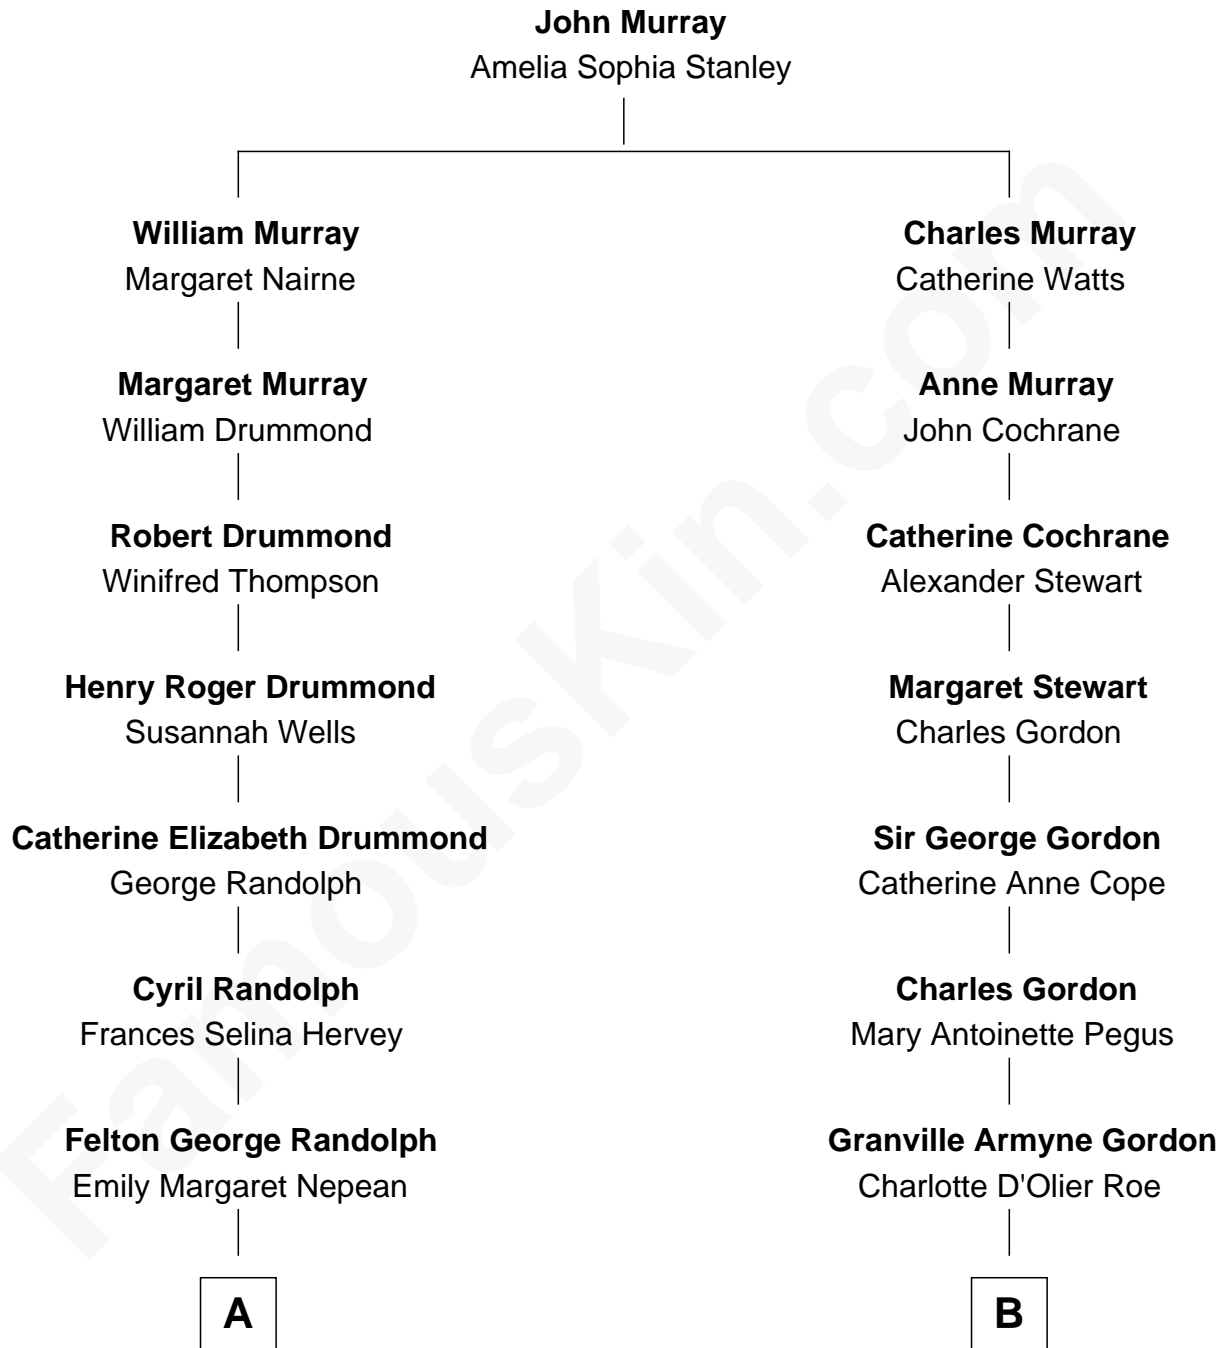 John Murray
Amelia Sophia Stanley
William Murray
Margaret Nairne
Charles Murray
Catherine Watts
Margaret Murray
William Drummond
Anne Murray
John Cochrane
Robert Drummond
Winifred Thompson
Catherine Cochrane
Alexander Stewart
Henry Roger Drummond
Susannah Wells
Margaret Stewart
Charles Gordon
Catherine Elizabeth Drummond
George Randolph
Sir George Gordon
Catherine Anne Cope
Cyril Randolph
Frances Selina Hervey
Charles Gordon
Mary Antoinette Pegus
Felton George Randolph
Emily Margaret Nepean
Granville Armyne Gordon
Charlotte D'Olier Roe
A
B
FamousKin.com